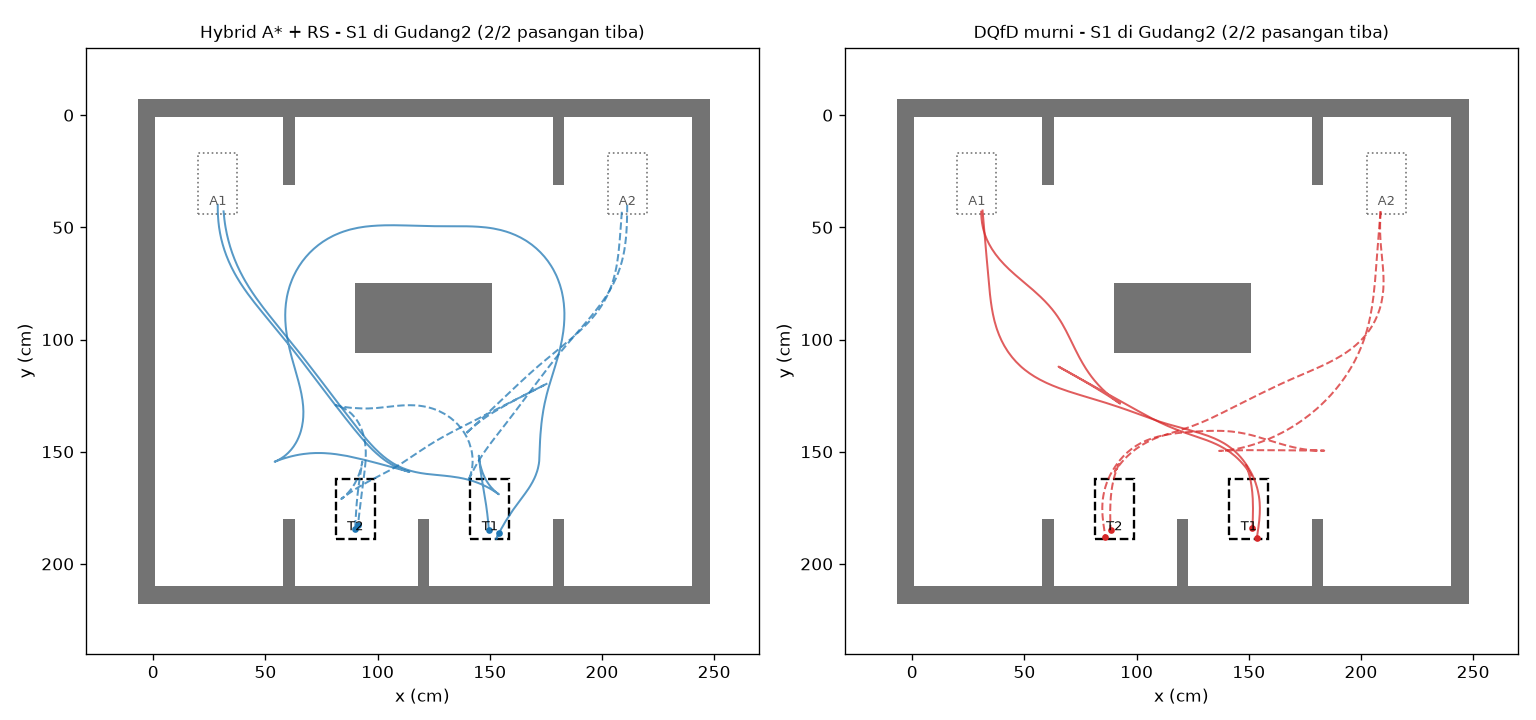 Hybrid A* + RS - S1 di Gudang2 (2/2 pasangan tiba)
A1
A2
T2
T1
0
50
100
150
200
y (cm)
0
50
100
150
200
250
x (cm)
DQfD murni - S1 di Gudang2 (2/2 pasangan tiba)
A1
A2
T2
T1
0
50
100
150
200
y (cm)
0
50
100
150
200
250
x (cm)